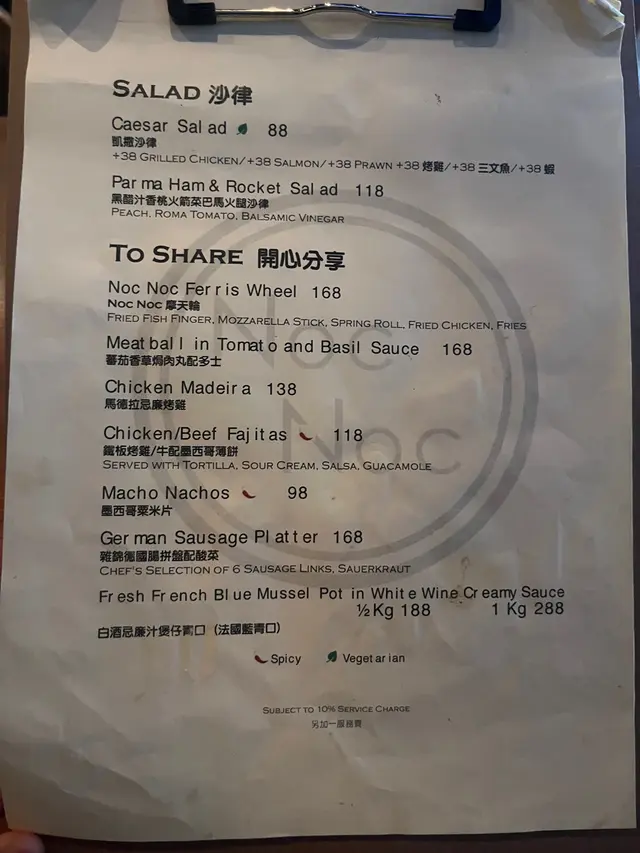 SALAD 沙律
Caesar Salad 88
凱撒沙律
+38 GRILLED CHICKEN/+38 SALMON/+38 PRAWN +38 烤雞/+38 三文魚/+38 蝦
Parma Ham & Rocket Salad 118
黑醋汁香桃火箭菜巴馬火腿沙律
PEACH, ROMA TOMATO, BALSAMIC VINEGAR
TO SHARE 開心分享
Noc Noc Ferris Wheel 168
NOC NOC 摩天輪
FRIED FISH FINGER, MOZZARELLA STICK, SPRING ROLL, FRIED CHICKEN, FRIES
Meatball in Tomato and Basil Sauce 168
蕃茄香草焗肉丸配多士
Chicken Madeira 138
馬德拉忌廉烤雞
Chicken/Beef Fajitas 118
鐵板烤雞/牛配墨西哥薄餅
SERVED WITH TORTILLA, SOUR CREAM, SALSA, GUACAMOLE
Macho Nachos 98
墨西哥粟米片
German Sausage Platter 168
雜錦德國腸拼盤配酸菜
CHEF'S SELECTION OF 6 SAUSAGE LINKS, SAUERKRAUT
Fresh French Blue Mussel Pot in White Wine Creamy Sauce
½Kg 188 1 Kg 288
白酒忌廉汁煲仔青口 (法國藍青口)
Spicy Vegetarian
SUBJECT TO 10% SERVICE CHARGE
另加一服務費
Noc
Noc